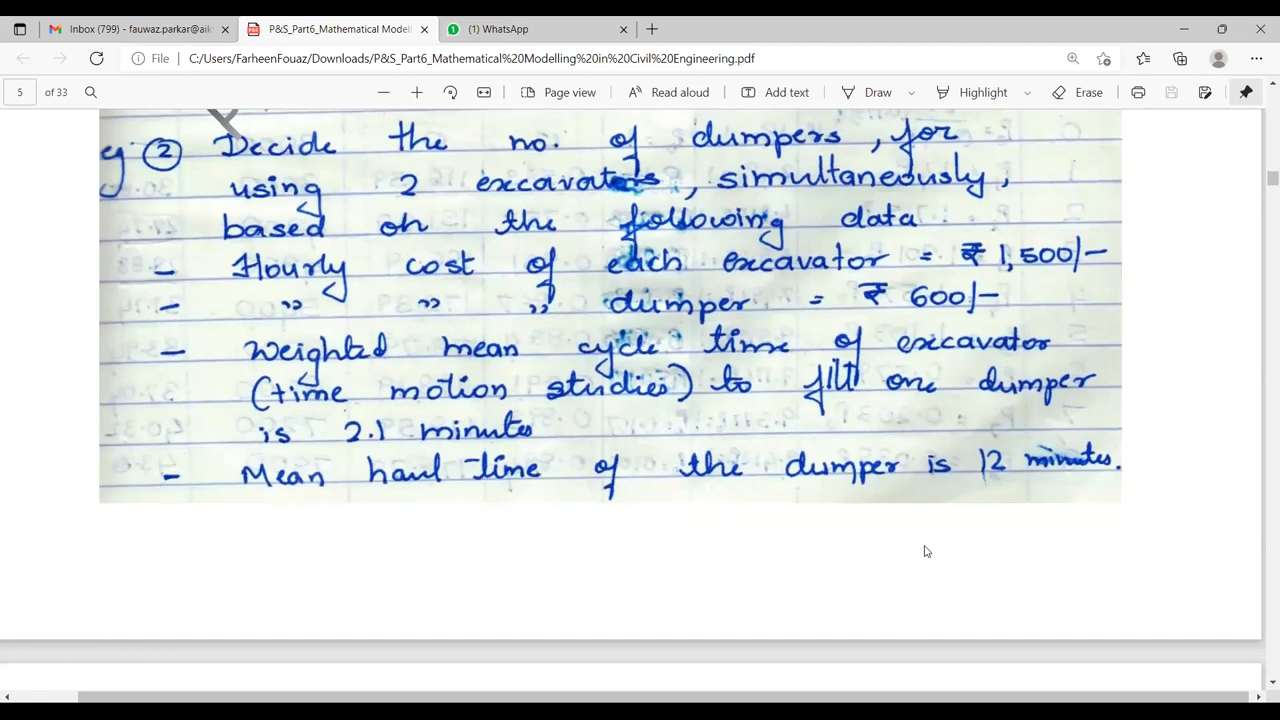 Inbox (799) - fauwaz.parkar@aik
P&S_Part6_Mathematical Modell
(1) WhatsApp
File
C:/Users/FarheenFouaz/Downloads/P&S_Part6_Mathematical%20Modelling%20in%20Civil%20Engineering.pdf
5 of 33
Page view
Read aloud
Add text
Draw
Highlight
Erase
eg ② Decide the no. of dumpers, for
using 2 excavators, simultaneously,
based on the following data
- Hourly cost of each excavator = ₹ 1,500/-
- " " " dumper = ₹ 600/-
- Weighted mean cycle time of excavator
(time motion studies) to fill one dumper
is 2.1 minutes
- Mean haul time of the dumper is 12 minutes.